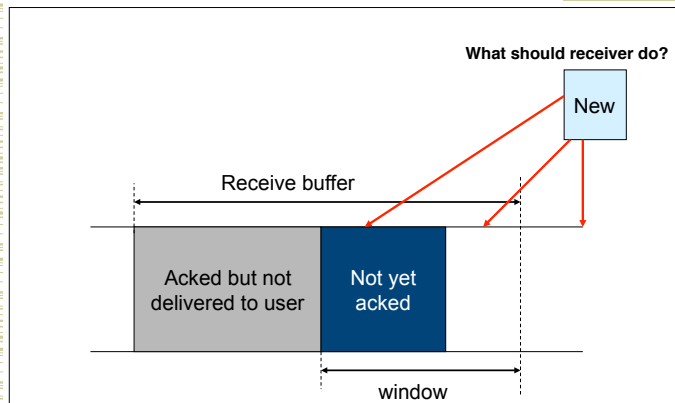 What should receiver do?
New
Receive buffer
Acked but not
delivered to user
Not yet
acked
window